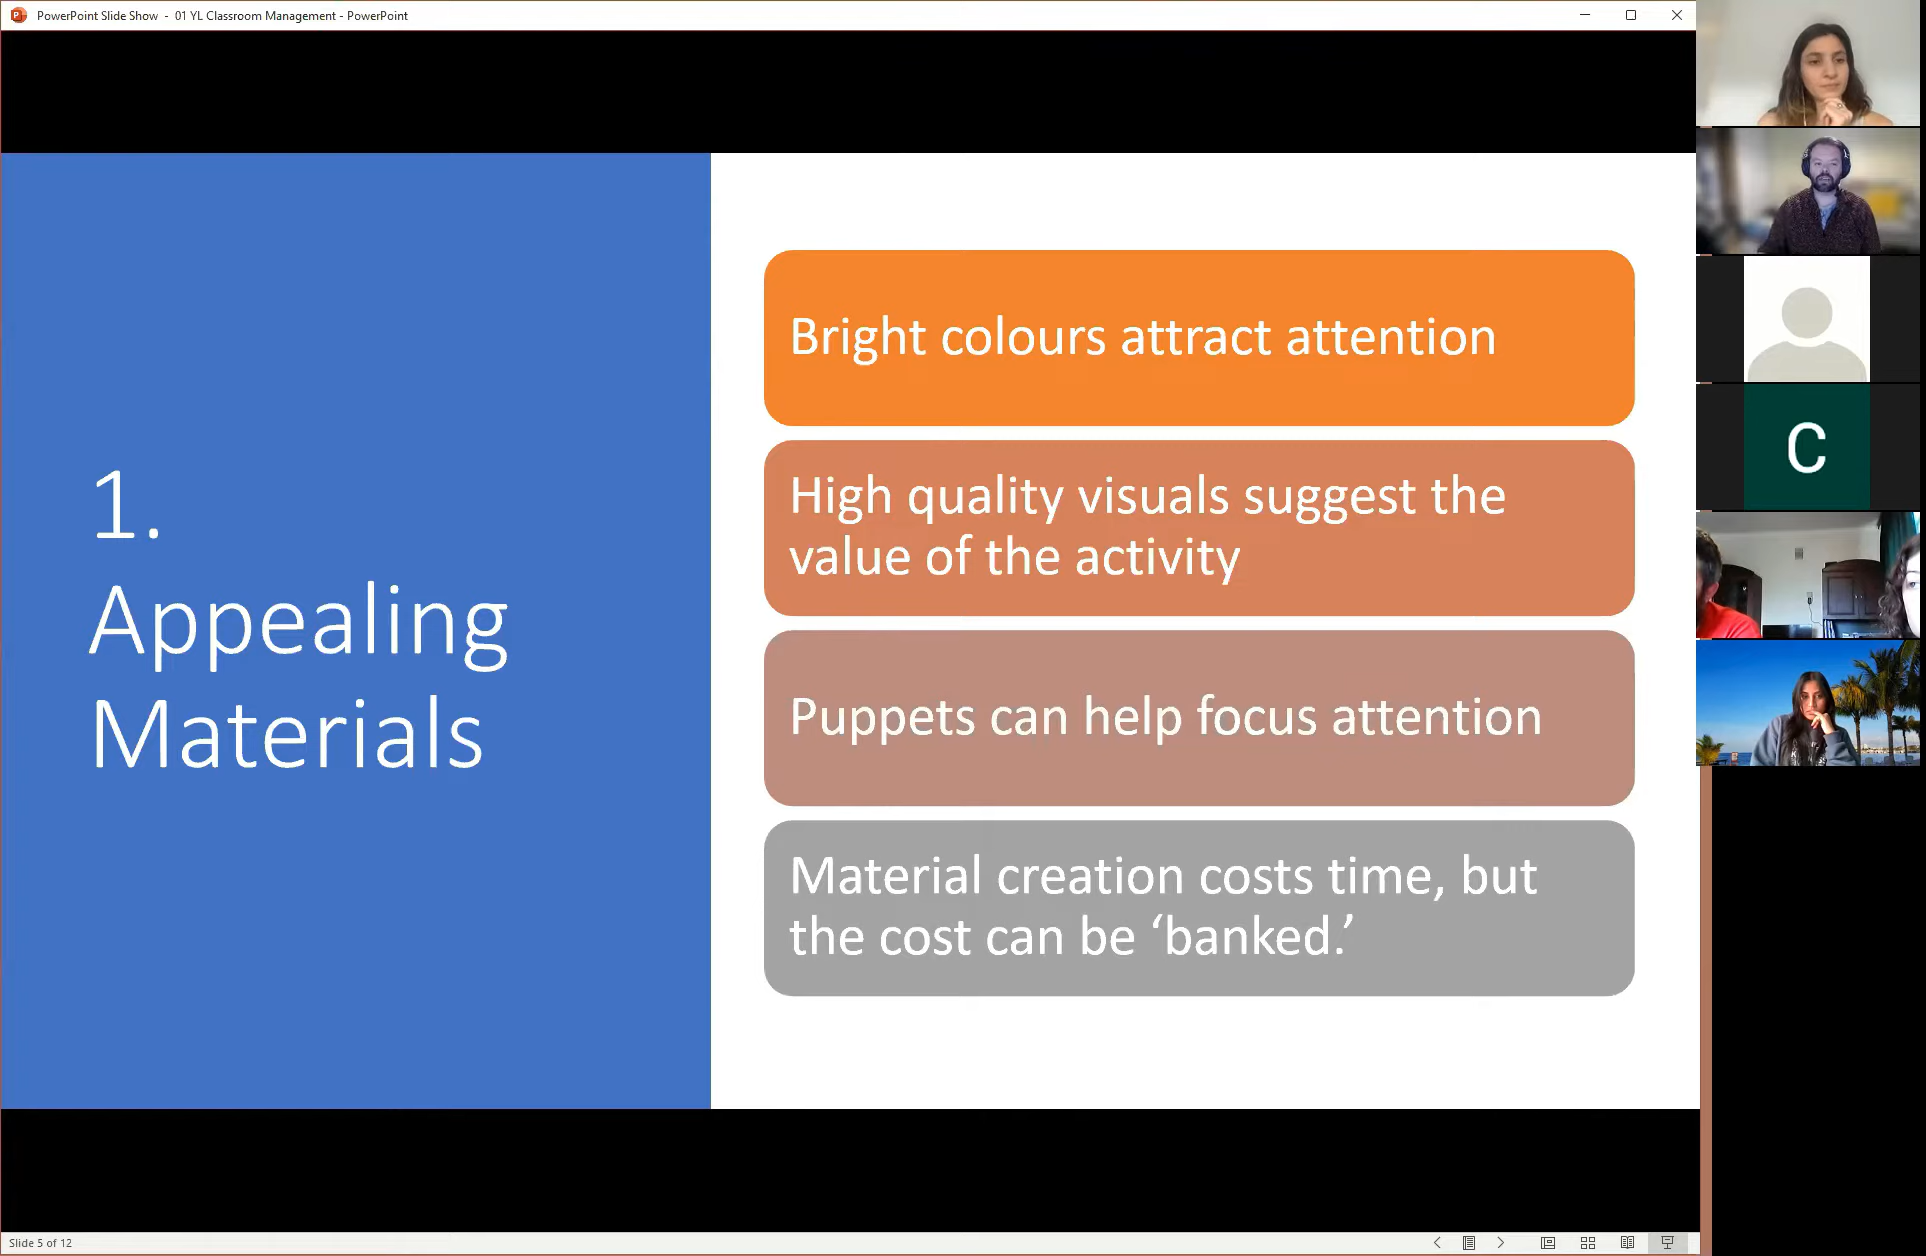 PowerPoint Slide Show - 01 YL Classroom Management - PowerPoint
1.
Appealing
Materials
Bright colours attract attention
High quality visuals suggest the
value of the activity
Puppets can help focus attention
Material creation costs time, but
the cost can be ‘banked.’
C
Slide 5 of 12